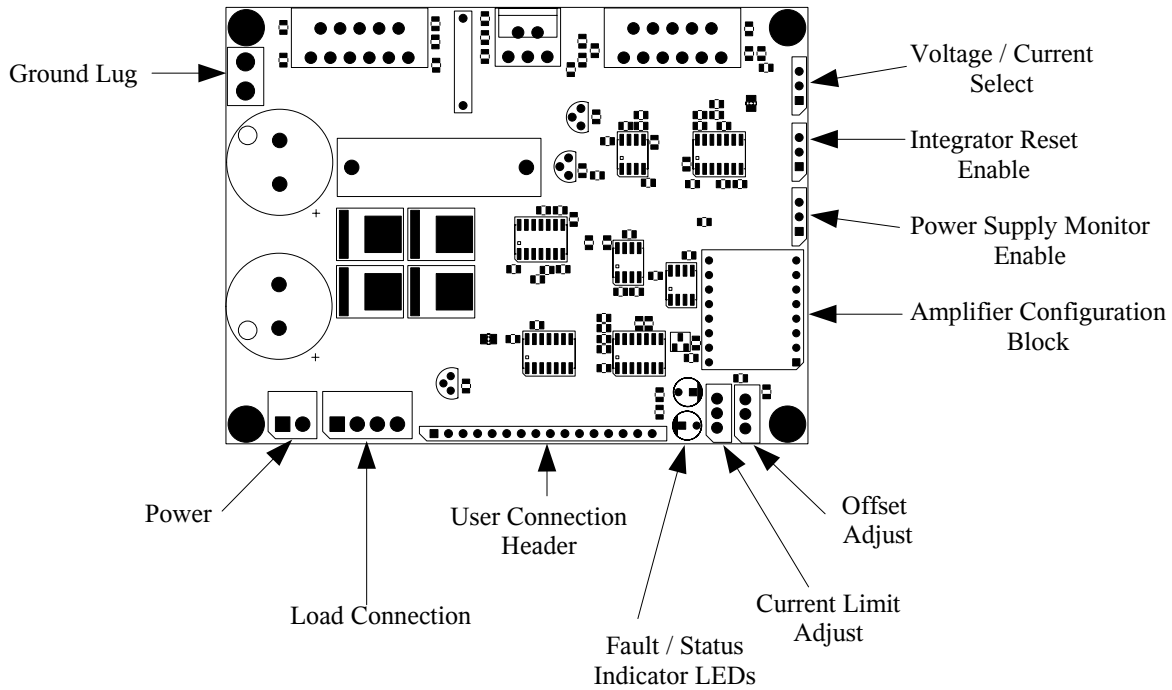 Ground Lug
Voltage / Current
Select
Integrator Reset
Enable
Power Supply Monitor
Enable
Amplifier Configuration
Block
+
+
Power
Load Connection
User Connection
Header
Fault / Status
Indicator LEDs
Current Limit
Adjust
Offset
Adjust